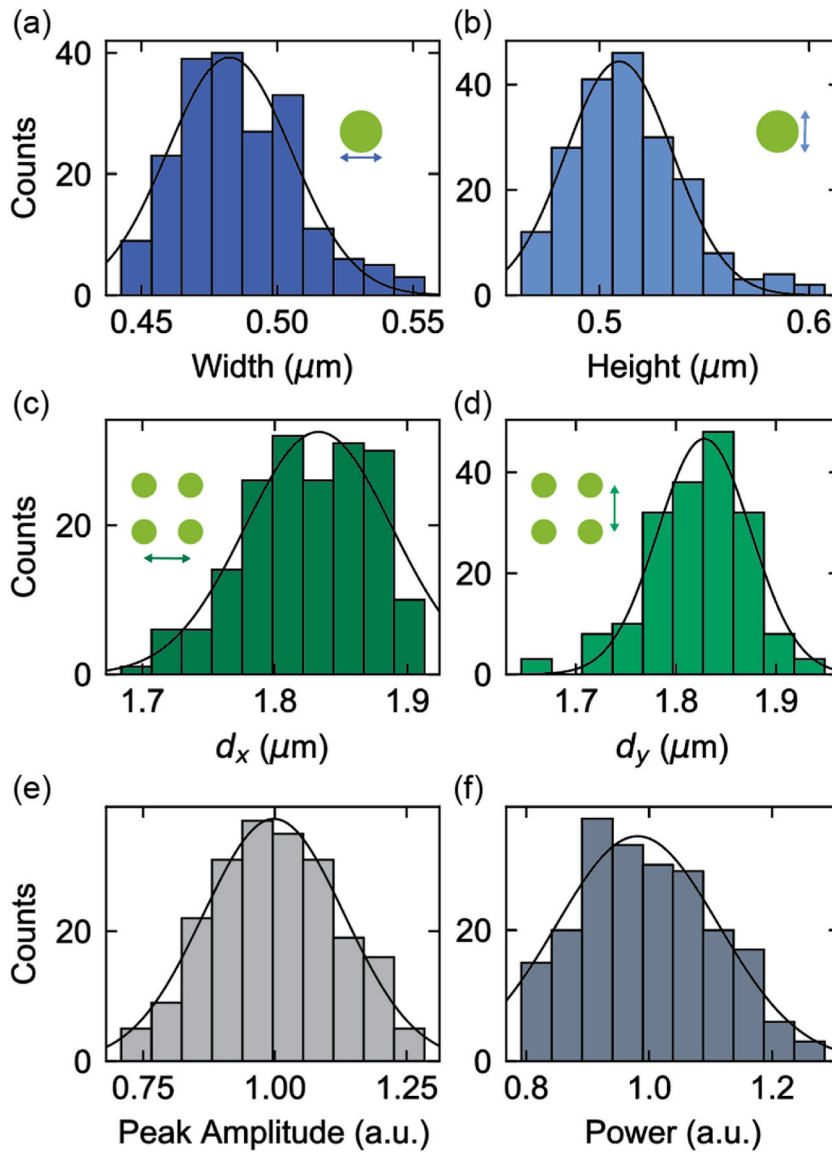 (a)
(b)
40
20
0
Counts
0.45 0.50 0.55
Width (μm)
40
20
0
0.5 0.6
Height (μm)
(c)
(d)
20
0
Counts
1.7 1.8 1.9
dₓ (μm)
40
20
0
1.7 1.8 1.9
d_y (μm)
(e)
(f)
20
0
Counts
0.75 1.00 1.25
Peak Amplitude (a.u.)
20
0
0.8 1.0 1.2
Power (a.u.)